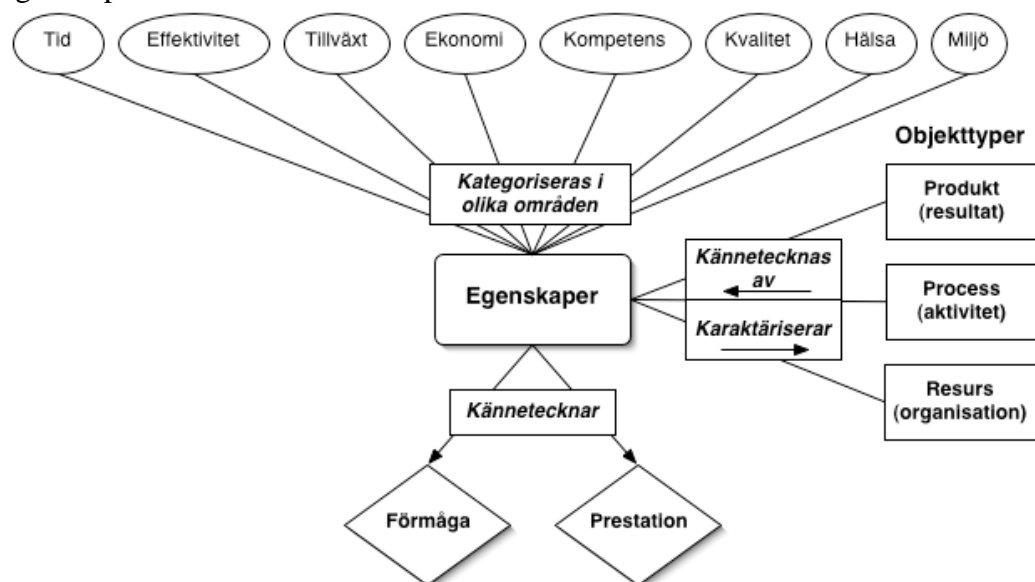 Tid
Effektivitet
Tillväxt
Ekonomi
Kompetens
Kvalitet
Hälsa
Miljö
Kategoriseras i
olika områden
Objekttyper
Produkt
(resultat)
Egenskaper
Kännetecknas
av
Karaktäriserar
Process
(aktivitet)
Resurs
(organisation)
Kännetecknar
Förmåga
Prestation